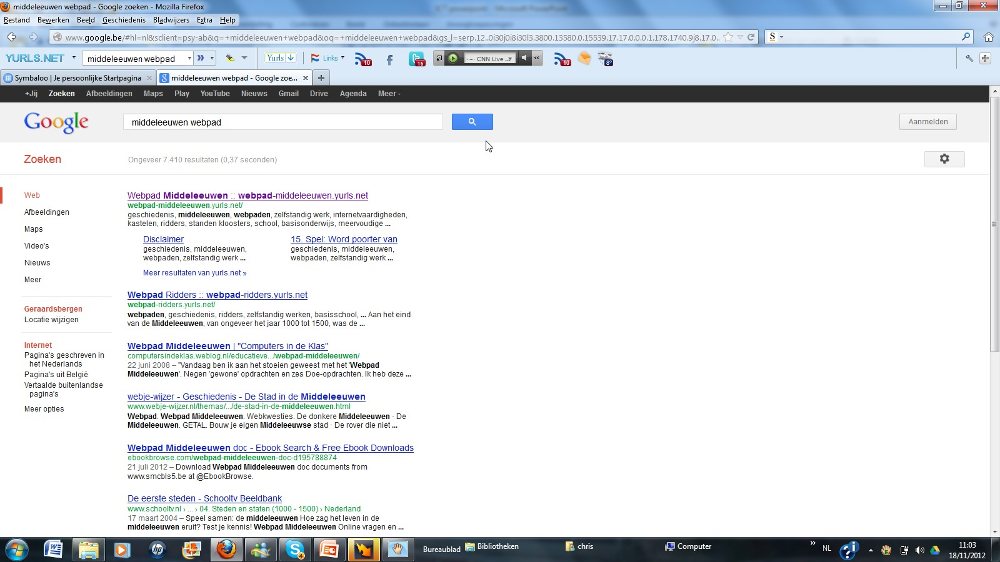 middeleeuwen webpad - Google zoeken - Mozilla Firefox
Bestand Bewerken Beeld Geschiedenis Bladwijzers Extra Help
www.google.be/#hl=nl&sclient=psy-ab&q=+middeleeuwen+webpad&oq=+middeleeuwen+webpad&gs_l=serp.12..0i30j0i8i30l3.3800.13580.0.15539.17.17.0.0.0.1.178.1740.9j8.17.0..
S
YURLS.NET middeleeuwen webpad » Yurls Links 10 15 CNN Live ... « 10 8°
Symbaloo | Je persoonlijke Startpagina middeleeuwen webpad - Google zoe...
+Jij Zoeken Afbeeldingen Maps Play YouTube Nieuws Gmail Drive Agenda Meer
Google middeleeuwen webpad Aanmelden
Zoeken Ongeveer 7.410 resultaten (0,37 seconden)
Web
Afbeeldingen
Maps
Video's
Nieuws
Meer
Geraardsbergen
Locatie wijzigen
Internet
Pagina's geschreven in
het Nederlands
Pagina's uit België
Vertaalde buitenlandse
pagina's
Meer opties
Webpad Middeleeuwen :: webpad-middeleeuwen.yurls.net
webpad-middeleeuwen.yurls.net/
geschiedenis, middeleeuwen, webpaden, zelfstandig werk, internetvaardigheden,
kastelen, ridders, standen kloosters, school, basisonderwijs, meervoudige ...
Disclaimer
geschiedenis, middeleeuwen,
webpaden, zelfstandig werk ...
15. Spel: Word poorter van
geschiedenis, middeleeuwen,
webpaden, zelfstandig werk ...
Meer resultaten van yurls.net »
Webpad Ridders :: webpad-ridders.yurls.net
webpad-ridders.yurls.net/
webpaden, geschiedenis, ridders, zelfstandig werken, basisschool, ... Aan het eind
van de Middeleeuwen, van ongeveer het jaar 1000 tot 1500, was de ...
Webpad Middeleeuwen | "Computers in de Klas"
computersindeklas.weblog.nl/educatieve.../webpad-middeleeuwen/
22 juni 2008 – "Vandaag ben ik aan het stoeien geweest met het 'Webpad
Middeleeuwen'. Negen 'gewone' opdrachten en zes Doe-opdrachten. Ik heb deze ...
webje-wijzer - Geschiedenis - De Stad in de Middeleeuwen
www.webje-wijzer.nl/themas/.../de-stad-in-de-middeleeuwen.html
Webpad. Webpad Middeleeuwen. Webkwesties. De donkere Middeleeuwen · De
Middeleeuwen. GETAL. Bouw je eigen Middeleeuwse stad · De rover die niet ...
Webpad Middeleeuwen doc - Ebook Search & Free Ebook Downloads
ebookbrowse.com/webpad-middeleeuwen-doc-d195788874
21 juli 2012 – Download Webpad Middeleeuwen doc documents from
www.smcbls5.be at @EbookBrowse.
De eerste steden - Schooltv Beeldbank
www.schooltv.nl › ... › 04. Steden en staten (1000 - 1500) › Nederland
17 maart 2004 – Speel samen: de middeleeuwen Hoe zag het leven in de
middeleeuwen eruit? Test je kennis! Webpad Middeleeuwen Online vragen en ...
Bureaublad Bibliotheken chris Computer » NL 11:03
18/11/2012